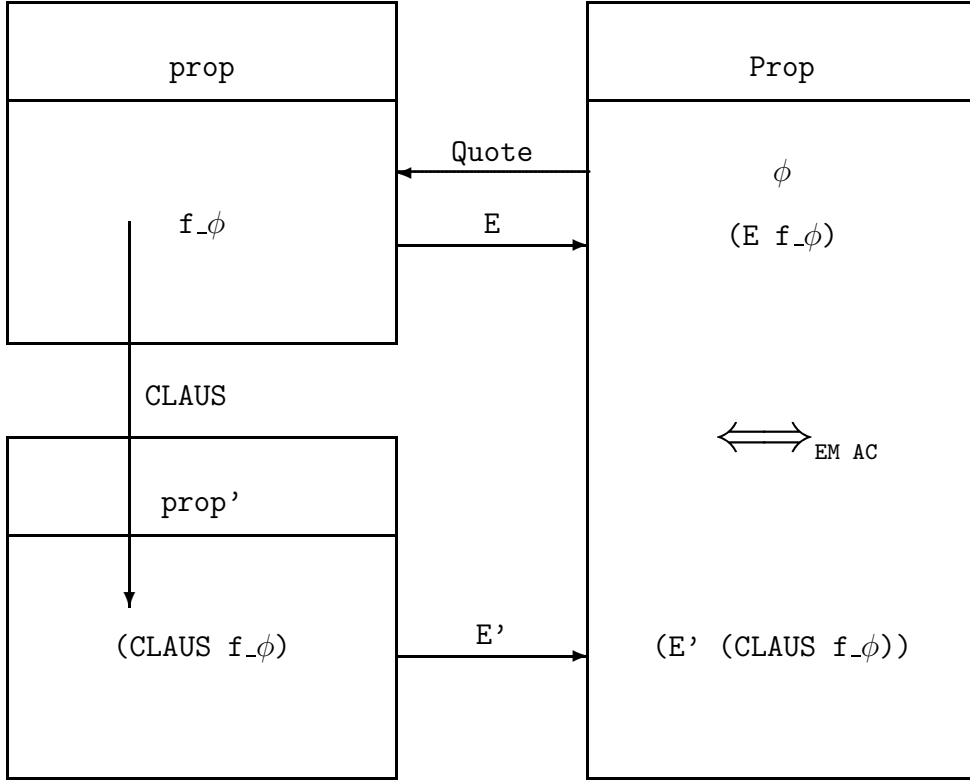 prop
Prop
Quote
ϕ
f_ϕ
E
(E f_ϕ)
CLAUS
⟺ EM AC
prop'
(CLAUS f_ϕ)
E'
(E' (CLAUS f_ϕ))